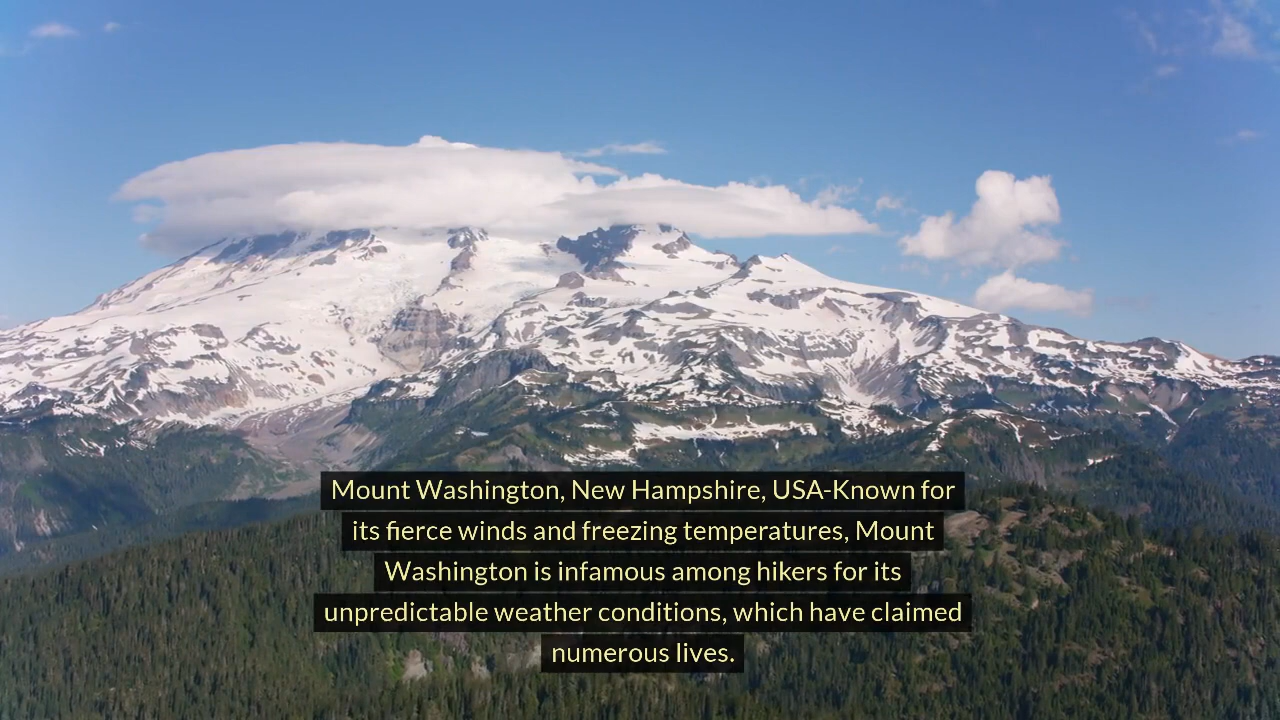 Mount Washington, New Hampshire, USA-Known for
its fierce winds and freezing temperatures, Mount
Washington is infamous among hikers for its
unpredictable weather conditions, which have claimed
numerous lives.